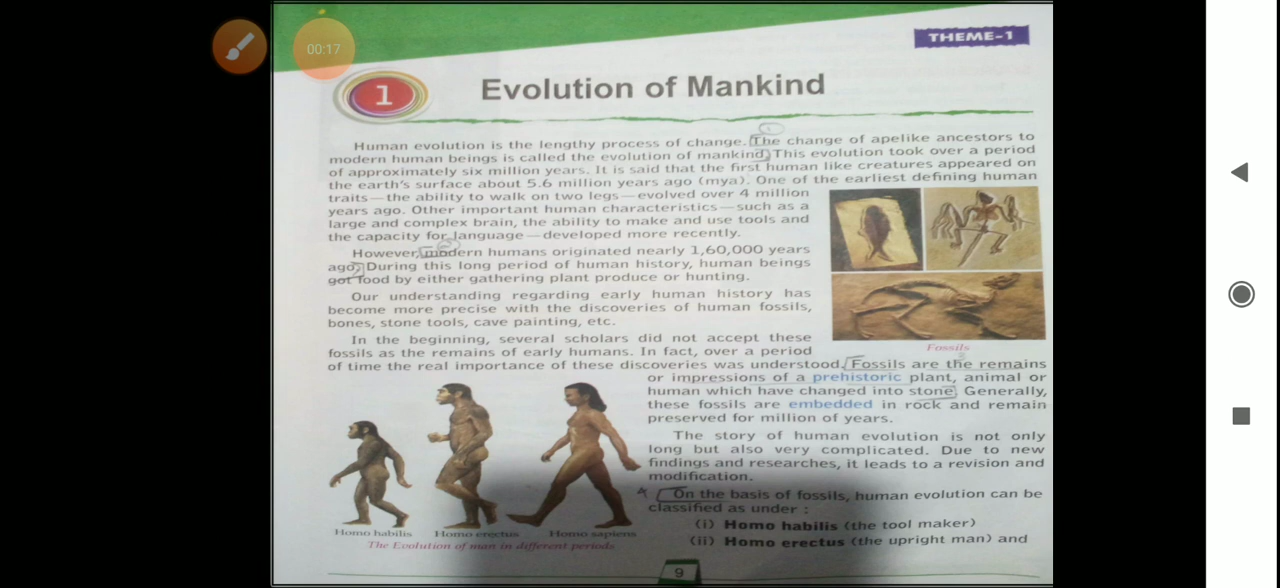 00:17
THEME-1
1
Evolution of Mankind
Human evolution is the lengthy process of change. The change of apelike ancestors to
modern human beings is called the evolution of mankind. This evolution took over a period
of approximately six million years. It is said that the first human like creatures appeared on
the earth's surface about 5.6 million years ago (mya). One of the earliest defining human
traits—the ability to walk on two legs—evolved over 4 million
years ago. Other important human characteristics—such as a
large and complex brain, the ability to make and use tools and
the capacity for language—developed more recently.
However, modern humans originated nearly 1,60,000 years
ago. During this long period of human history, human beings
got food by either gathering plant produce or hunting.
Our understanding regarding early human history has
become more precise with the discoveries of human fossils,
bones, stone tools, cave painting, etc.
In the beginning, several scholars did not accept these
fossils as the remains of early humans. In fact, over a period
of time the real importance of these discoveries was understood. Fossils are the remains
or impressions of a prehistoric plant, animal or
human which have changed into stone. Generally,
these fossils are embedded in rock and remain
preserved for million of years.
The story of human evolution is not only
long but also very complicated. Due to new
findings and researches, it leads to a revision and
modification.
On the basis of fossils, human evolution can be
classified as under :
(i) Homo habilis (the tool maker)
(ii) Homo erectus (the upright man) and
Fossils
Homo habilis Homo erectus Homo sapiens
The Evolution of man in different periods
9